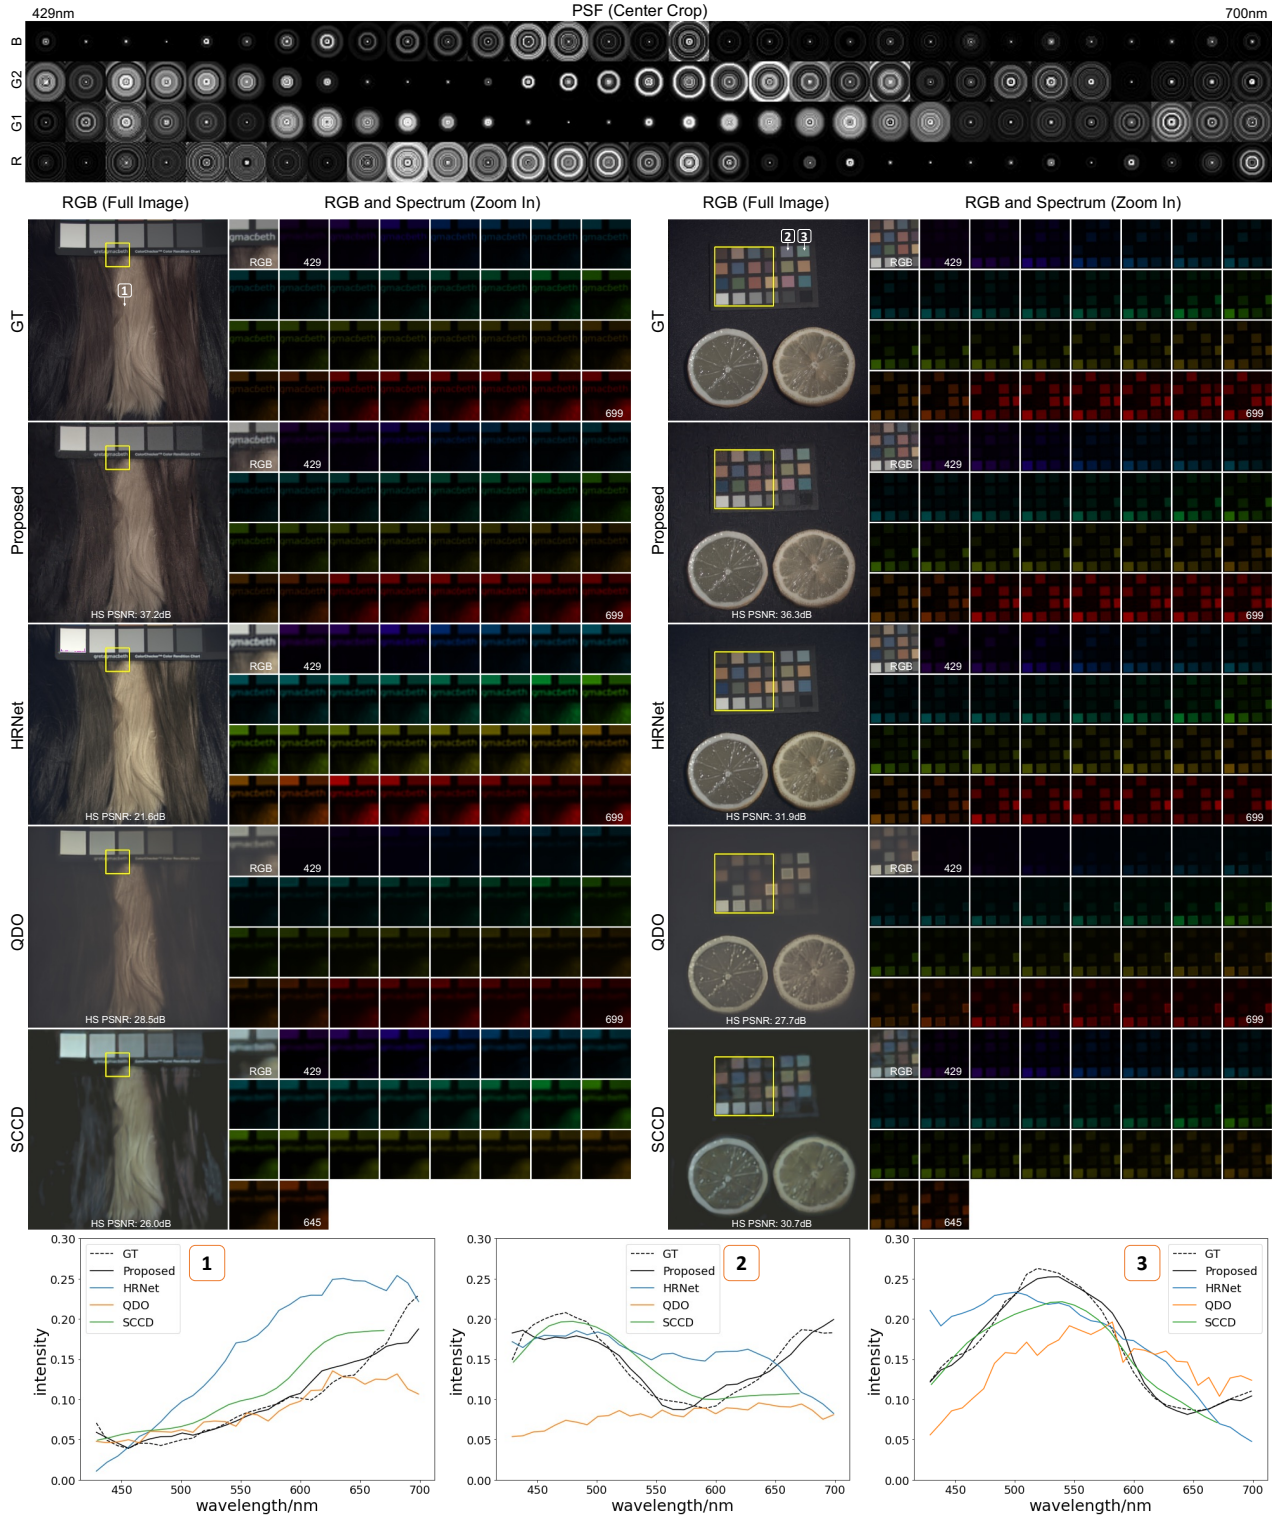 PSF (Center Crop)
429nm
700nm
B
G2
G1
R
RGB (Full Image)
RGB and Spectrum (Zoom In)
RGB (Full Image)
RGB and Spectrum (Zoom In)
GT
1
gmacbeth
RGB
429
699
GT
2
3
RGB
429
699
Proposed
HS PSNR: 37.2dB
gmacbeth
RGB
429
699
Proposed
HS PSNR: 36.3dB
RGB
429
699
HRNet
HS PSNR: 21.6dB
gmacbeth
RGB
429
699
HRNet
HS PSNR: 31.9dB
RGB
429
699
QDO
HS PSNR: 28.5dB
gmacbeth
RGB
429
699
QDO
HS PSNR: 27.7dB
RGB
429
699
SCCD
HS PSNR: 26.0dB
RGB
429
645
SCCD
HS PSNR: 30.7dB
RGB
429
645
1
GT
Proposed
HRNet
QDO
SCCD
0.30
0.25
0.20
0.15
0.10
0.05
0.00
intensity
450 500 550 600 650 700
wavelength/nm
2
GT
Proposed
HRNet
QDO
SCCD
0.30
0.25
0.20
0.15
0.10
0.05
0.00
intensity
450 500 550 600 650 700
wavelength/nm
3
GT
Proposed
HRNet
QDO
SCCD
0.30
0.25
0.20
0.15
0.10
0.05
0.00
intensity
450 500 550 600 650 700
wavelength/nm